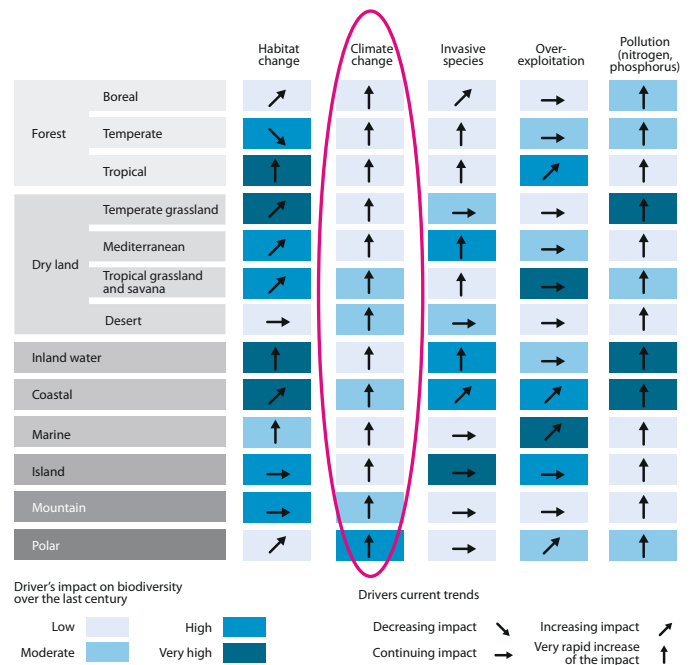 Habitat
change
Climate
change
Invasive
species
Over-
exploitation
Pollution
(nitrogen,
phosphorus)
Forest
Boreal
Temperate
Tropical
Dry land
Temperate grassland
Mediterranean
Tropical grassland
and savana
Desert
Inland water
Coastal
Marine
Island
Mountain
Polar
Driver's impact on biodiversity
over the last century
Low
High
Moderate
Very high
Drivers current trends
Decreasing impact
Increasing impact
Continuing impact
Very rapid increase
of the impact